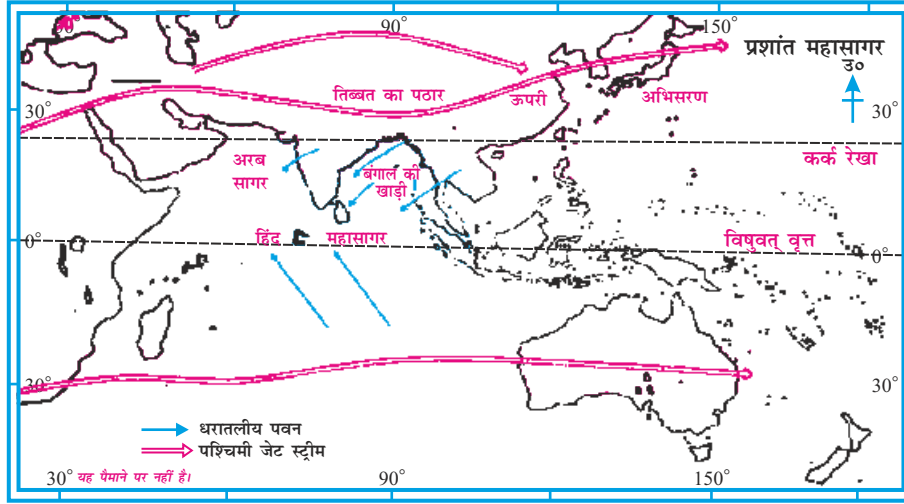 30° 90° 150°
प्रशांत महासागर
उ०
तिब्बत का पठार ऊपरी अभिसरण
30° 30°
कर्क रेखा
अरब
सागर
बंगाल की
खाड़ी
हिंद महासागर
विषुवत् वृत्त
0° 0°
30° 30°
धरातलीय पवन
पश्चिमी जेट स्ट्रीम
30° 90° 150°
यह पैमाने पर नहीं है।